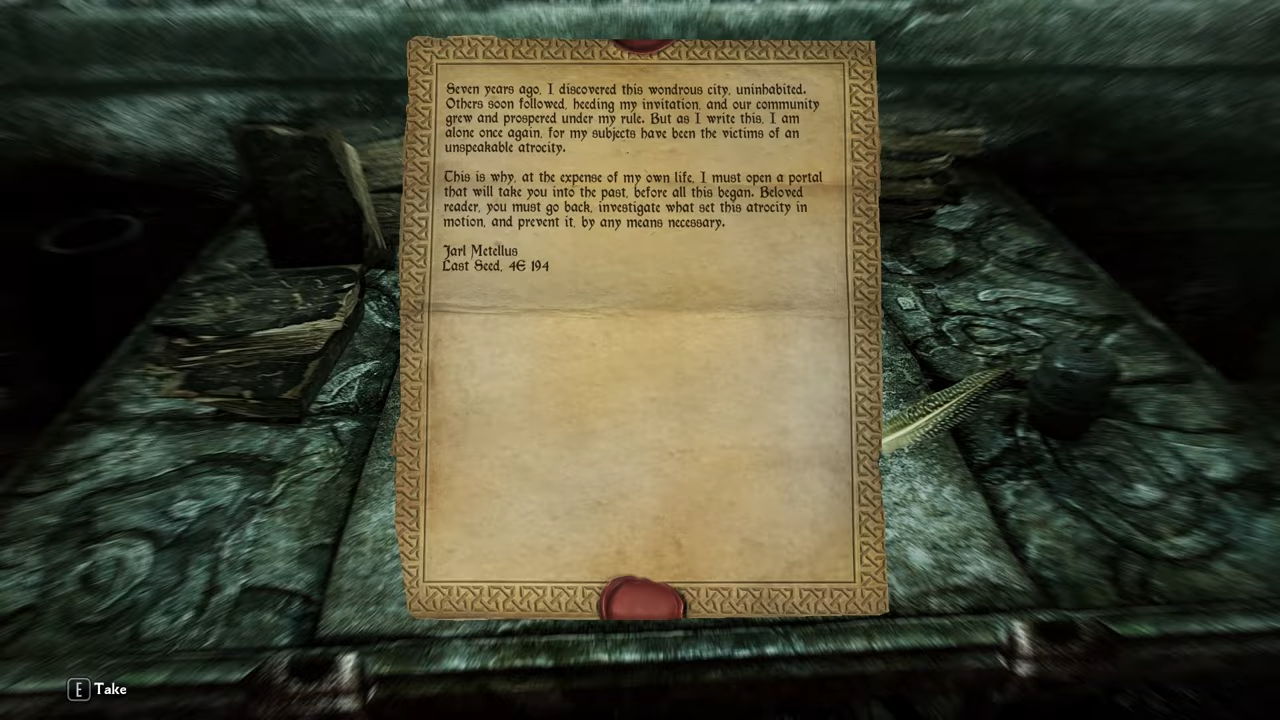 Seven years ago, I discovered this wondrous city, uninhabited.
Others soon followed, heeding my invitation, and our community
grew and prospered under my rule. But as I write this, I am
alone once again, for my subjects have been the victims of an
unspeakable atrocity.
This is why, at the expense of my own life, I must open a portal
that will take you into the past, before all this began. Beloved
reader, you must go back, investigate what set this atrocity in
motion, and prevent it, by any means necessary.
Jarl Metellus
Last Seed, 4E 194
E Take